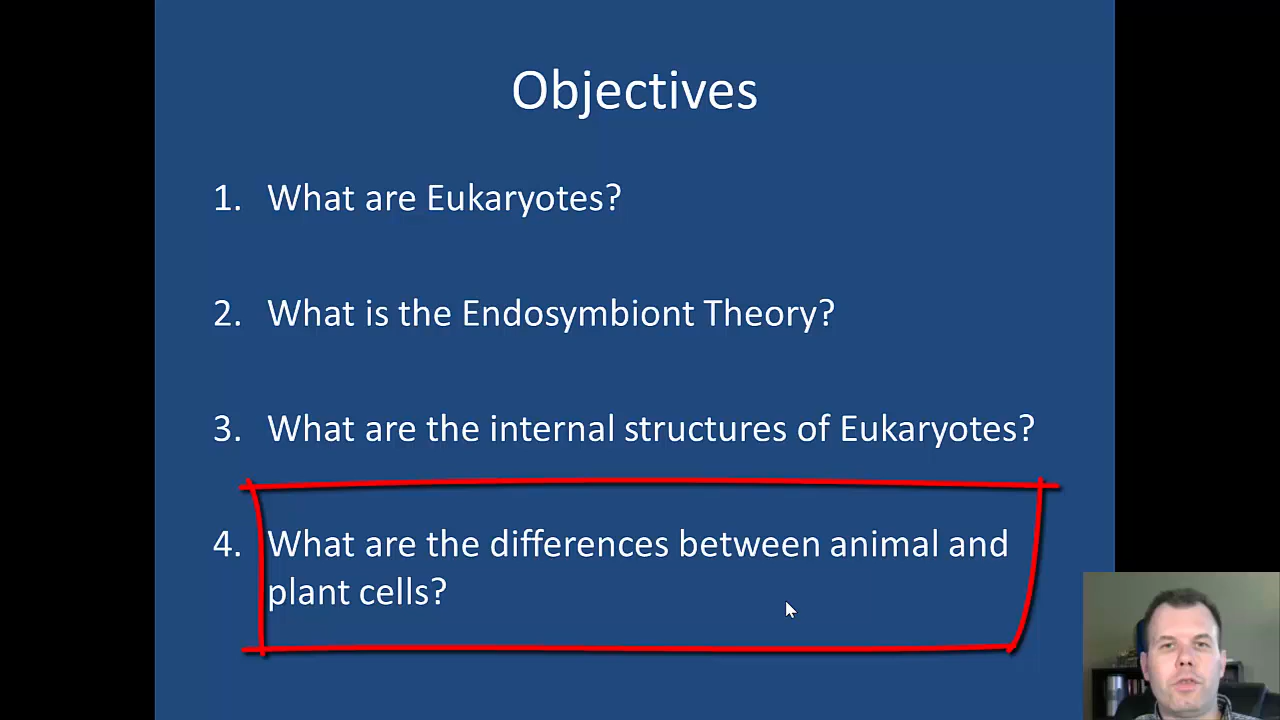 Objectives
1. What are Eukaryotes?
2. What is the Endosymbiont Theory?
3. What are the internal structures of Eukaryotes?
4. What are the differences between animal and
plant cells?